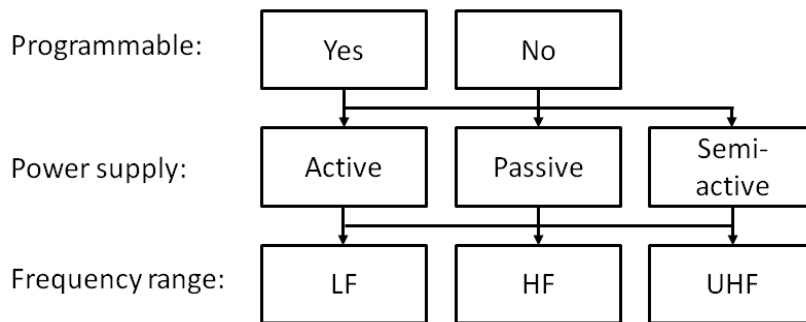 Programmable:
Yes
No
Power supply:
Active
Passive
Semi-
active
Frequency range:
LF
HF
UHF